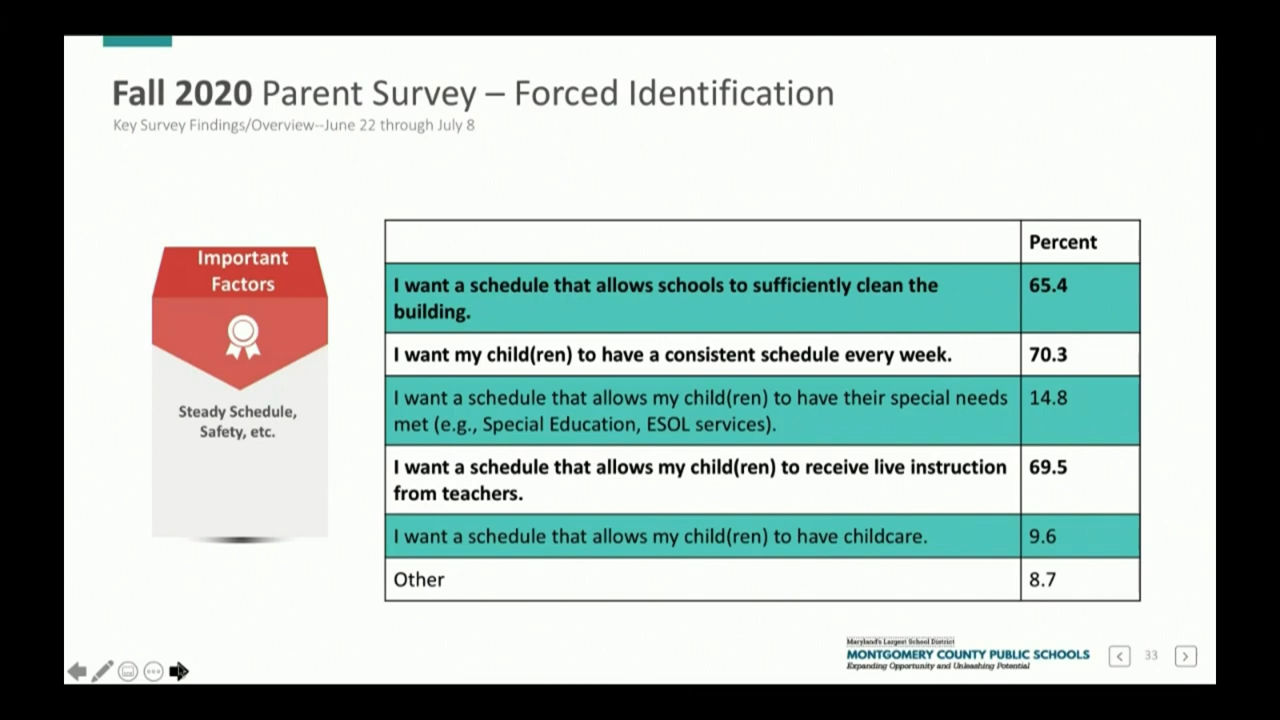 Fall 2020 Parent Survey – Forced Identification
Key Survey Findings/Overview--June 22 through July 8
Important
Factors
Steady Schedule,
Safety, etc.
Percent
I want a schedule that allows schools to sufficiently clean the
building.
65.4
I want my child(ren) to have a consistent schedule every week.
70.3
I want a schedule that allows my child(ren) to have their special needs
met (e.g., Special Education, ESOL services).
14.8
I want a schedule that allows my child(ren) to receive live instruction
from teachers.
69.5
I want a schedule that allows my child(ren) to have childcare.
9.6
Other
8.7
Maryland's Largest School District
MONTGOMERY COUNTY PUBLIC SCHOOLS
Expanding Opportunity and Unleashing Potential
33